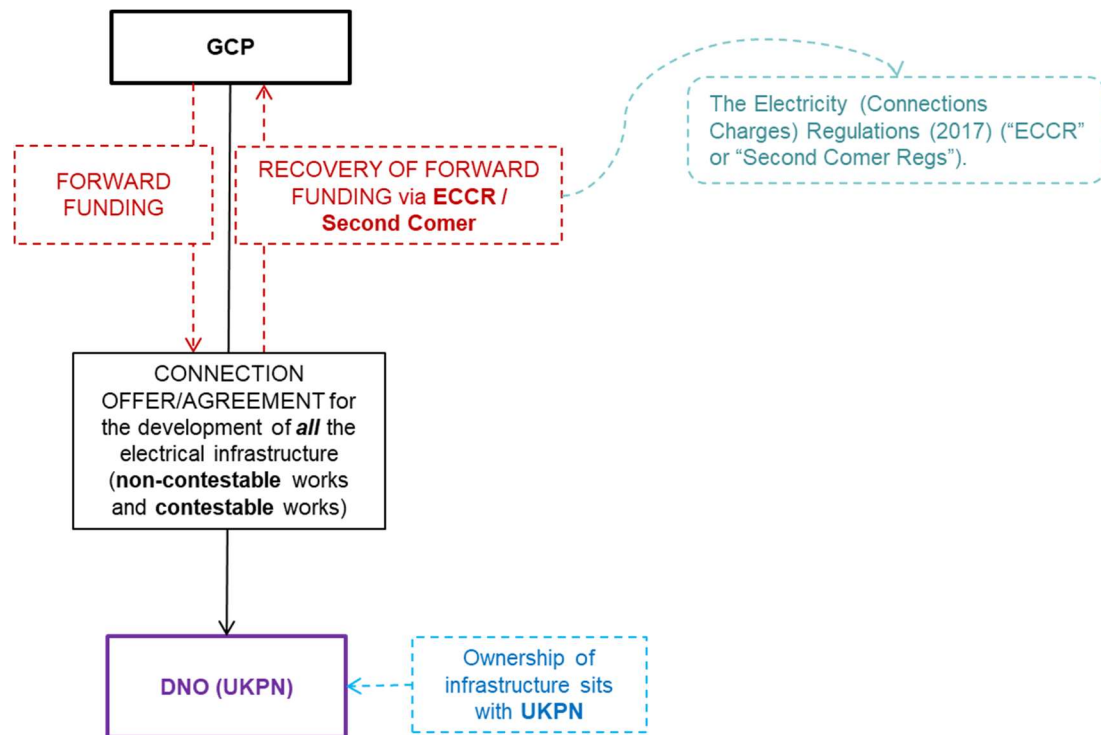 GCP
The Electricity (Connections
Charges) Regulations (2017) (“ECCR”
or “Second Comer Regs”).
FORWARD
FUNDING
RECOVERY OF FORWARD
FUNDING via ECCR /
Second Comer
CONNECTION
OFFER/AGREEMENT for
the development of all the
electrical infrastructure
(non-contestable works
and contestable works)
DNO (UKPN)
Ownership of
infrastructure sits
with UKPN